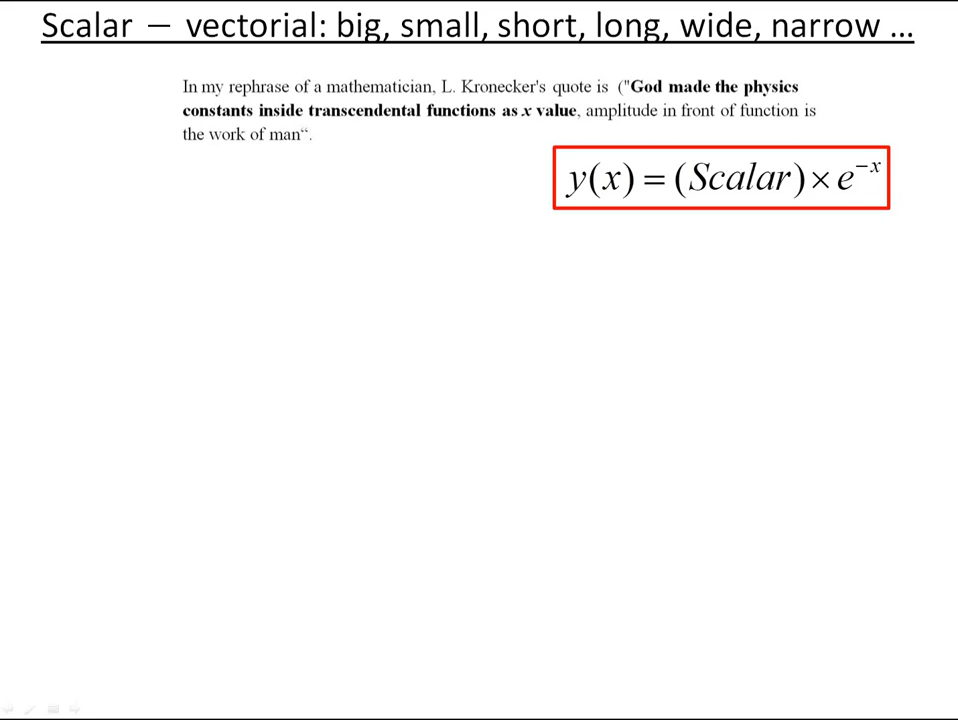 Scalar – vectorial: big, small, short, long, wide, narrow ...
In my rephrase of a mathematician, L. Kronecker's quote is ("God made the physics
constants inside transcendental functions as x value, amplitude in front of function is
the work of man“.
y(x) = (Scalar) × e^{-x}